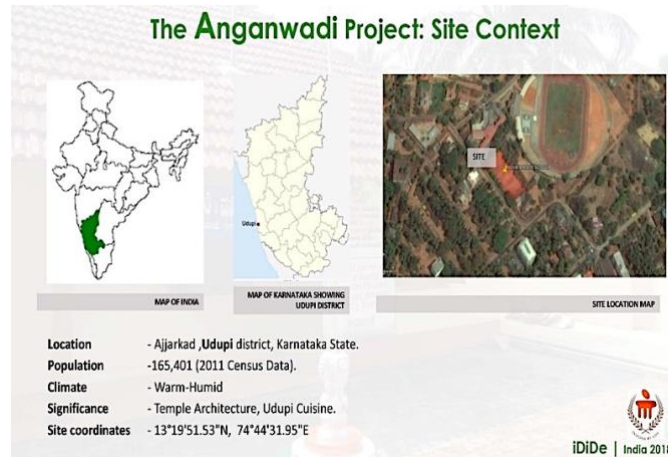 The Anganwadi Project: Site Context
SITE
Udupi
MAP OF INDIA
MAP OF KARNATAKA SHOWING
UDUPI DISTRICT
SITE LOCATION MAP
Location - Ajjarkad ,Udupi district, Karnataka State.
Population -165,401 (2011 Census Data).
Climate - Warm-Humid
Significance - Temple Architecture, Udupi Cuisine.
Site coordinates - 13°19'51.53"N, 74°44'31.95"E
iDiDe | India 2018